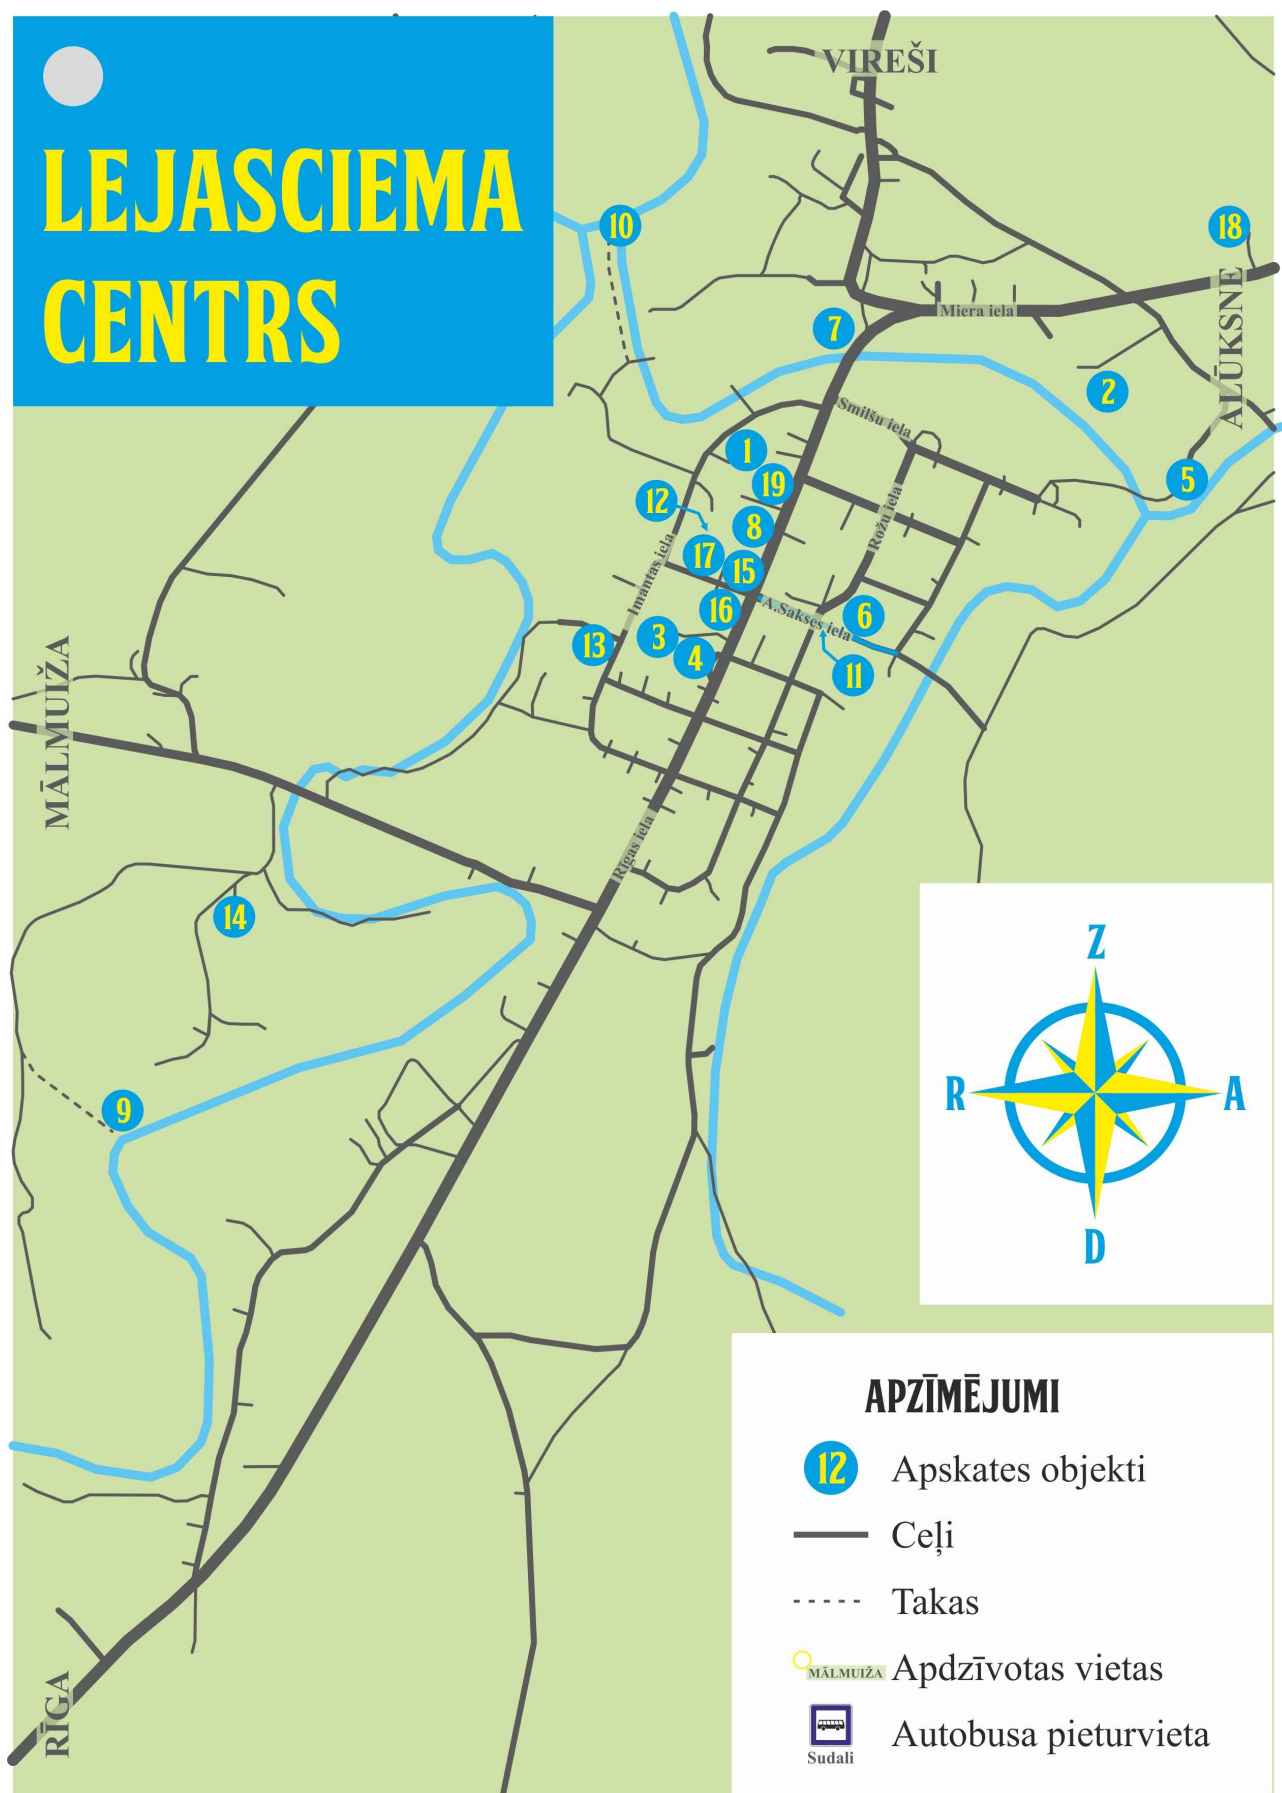 LEJASCIEMA
CENTRS
VIREŠI
10
18
ALŪKSNE
Miera iela
7
2
Smilšu iela
1
19
5
12
Rožu iela
8
17
15
Imantas iela
16
A.Sakses iela
6
3
13
4
11
MĀLMUIŽA
Rīgas iela
14
9
Z
R
A
D
RĪGA
APZĪMĒJUMI
12 Apskates objekti
Ceļi
Takas
MĀLMUIŽA Apdzīvotas vietas
Autobusa pieturvieta
Sudali